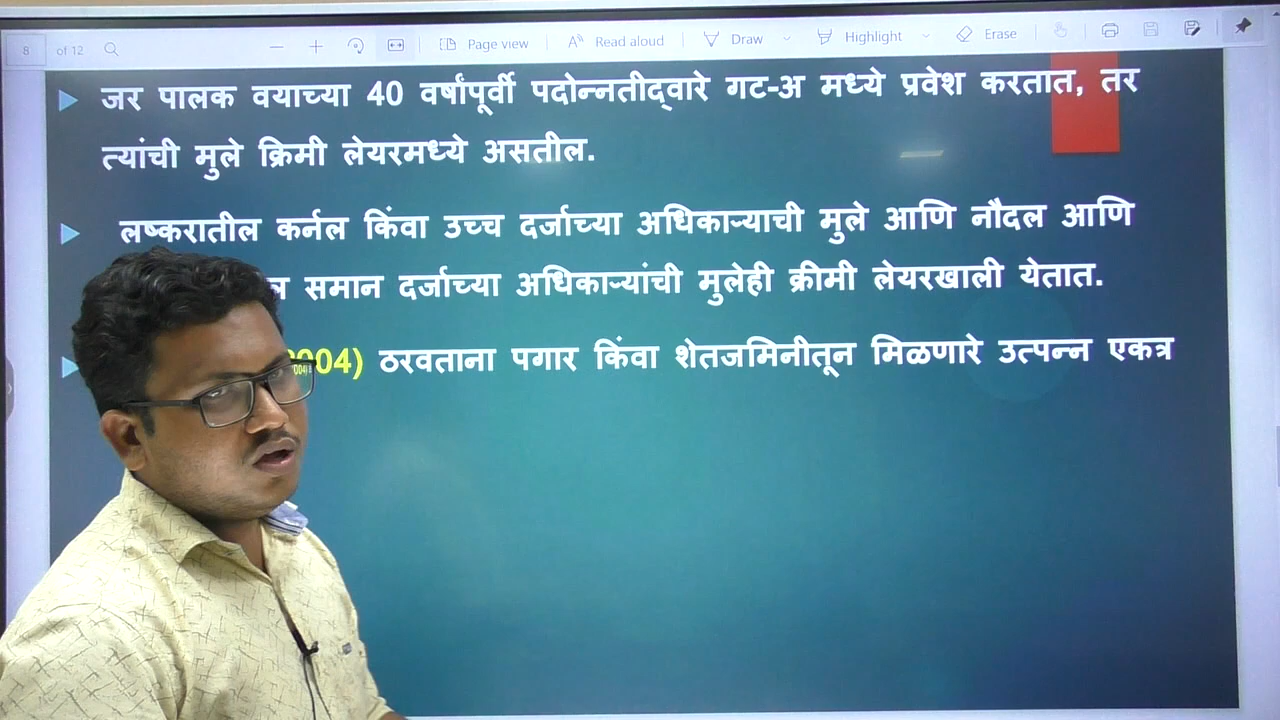 8 of 12 Page view Read aloud Draw Highlight Erase
जर पालक वयाच्या 40 वर्षांपूर्वी पदोन्नतीद्वारे गट-अ मध्ये प्रवेश करतात, तर
त्यांची मुले क्रिमी लेयरमध्ये असतील.
लष्करातील कर्नल किंवा उच्च दर्जाच्या अधिकाऱ्याची मुले आणि नौदल आणि
समान दर्जाच्या अधिकाऱ्यांची मुलेही क्रीमी लेयरखाली येतात.
004) ठरवताना पगार किंवा शेतजमिनीतून मिळणारे उत्पन्न एकत्र